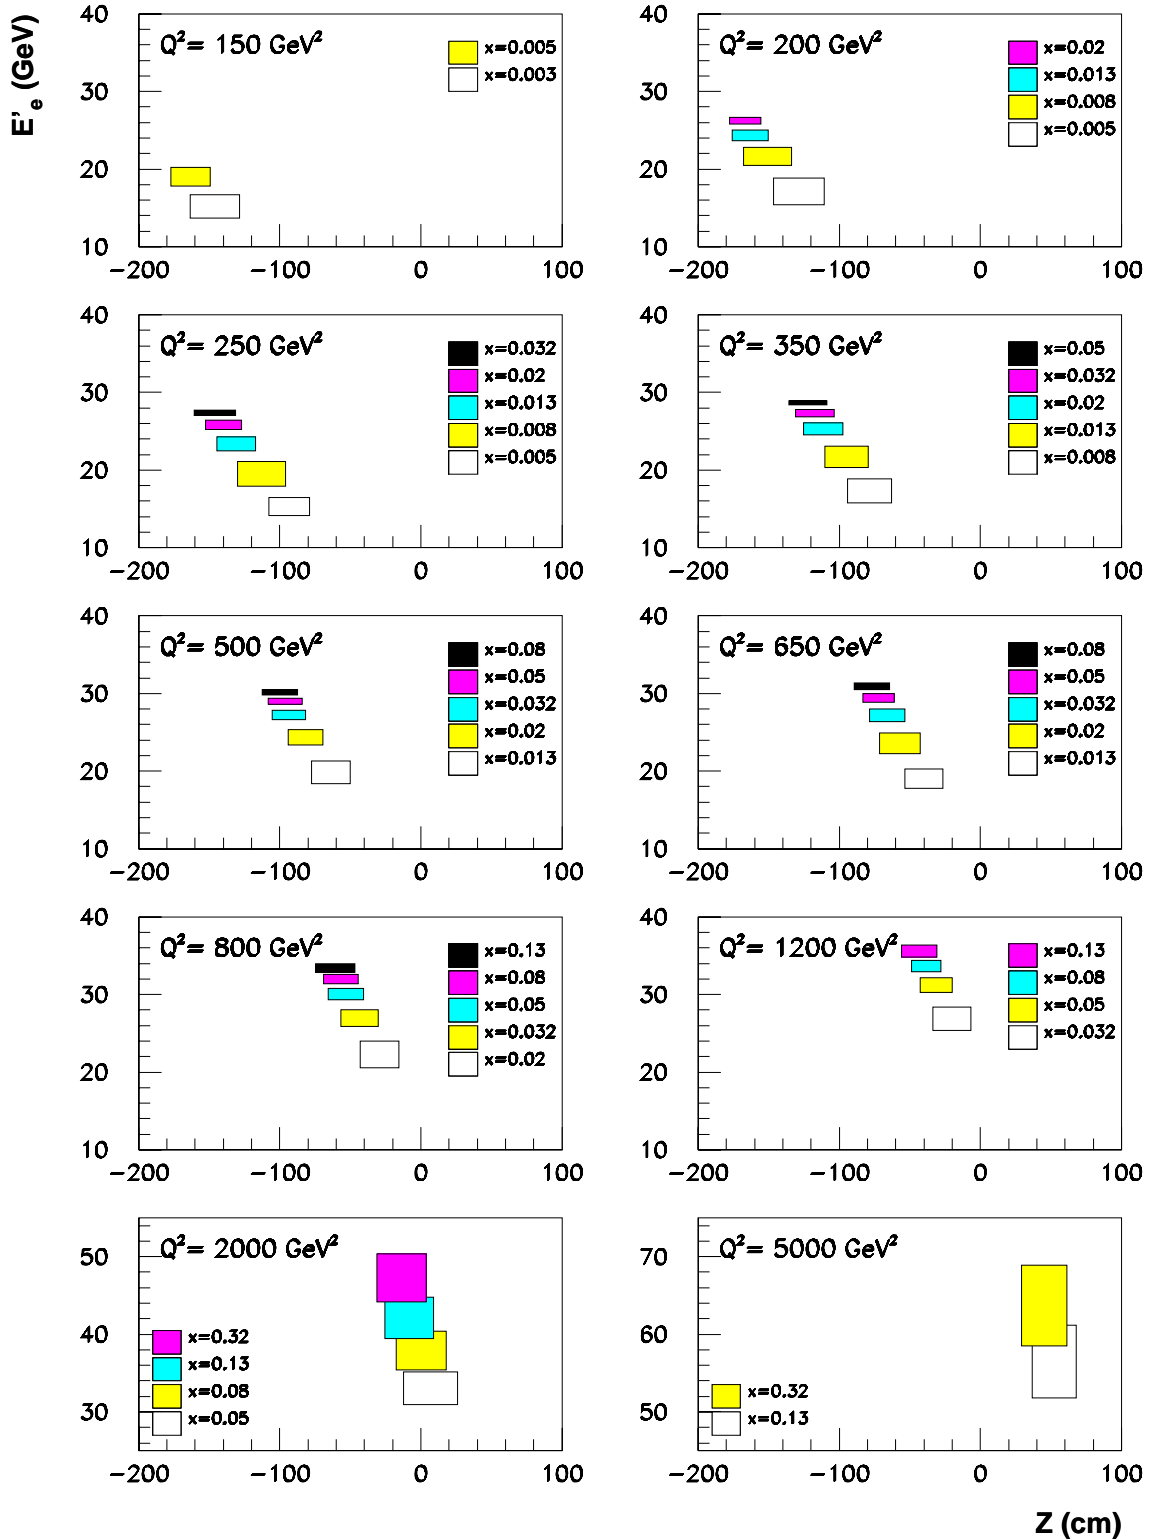 E'e (GeV)
Q²= 150 GeV²
x=0.005
x=0.003
40
30
20
10
−200 −100 0 100
Q²= 200 GeV²
x=0.02
x=0.013
x=0.008
x=0.005
40
30
20
10
−200 −100 0 100
Q²= 250 GeV²
x=0.032
x=0.02
x=0.013
x=0.008
x=0.005
40
30
20
10
−200 −100 0 100
Q²= 350 GeV²
x=0.05
x=0.032
x=0.02
x=0.013
x=0.008
40
30
20
10
−200 −100 0 100
Q²= 500 GeV²
x=0.08
x=0.05
x=0.032
x=0.02
x=0.013
40
30
20
10
−200 −100 0 100
Q²= 650 GeV²
x=0.08
x=0.05
x=0.032
x=0.02
x=0.013
40
30
20
10
−200 −100 0 100
Q²= 800 GeV²
x=0.13
x=0.08
x=0.05
x=0.032
x=0.02
40
30
20
10
−200 −100 0 100
Q²= 1200 GeV²
x=0.13
x=0.08
x=0.05
x=0.032
40
30
20
10
−200 −100 0 100
Q²= 2000 GeV²
x=0.32
x=0.13
x=0.08
x=0.05
50
40
30
−200 −100 0 100
Q²= 5000 GeV²
x=0.32
x=0.13
70
60
50
−200 −100 0 100
Z (cm)